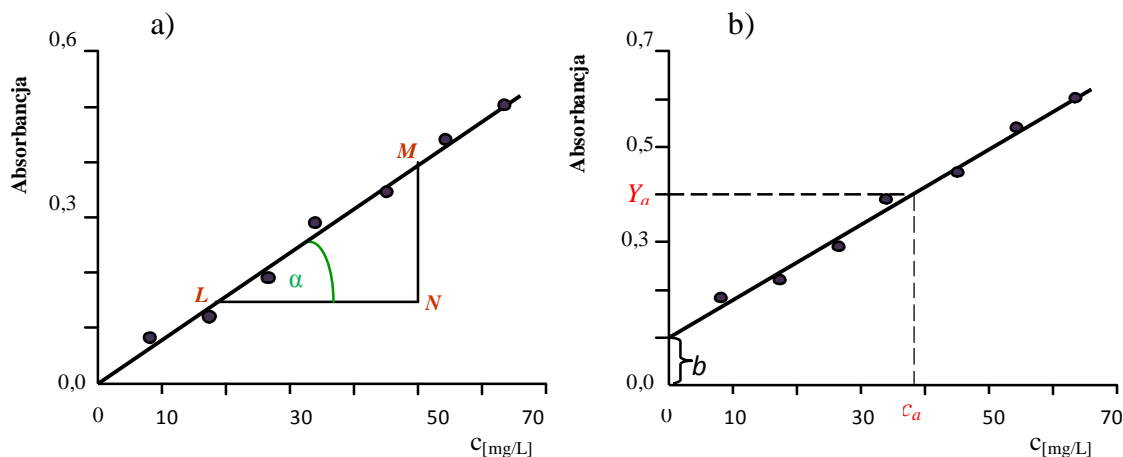 a)
0,6
Absorbancja
M
0,3
L
α
N
0,0
0
10
30
50
70
c[mg/L]
b)
0,7
Absorbancja
0,5
Ya
0,3
b
0,0
0
10
30
ca
50
70
c[mg/L]